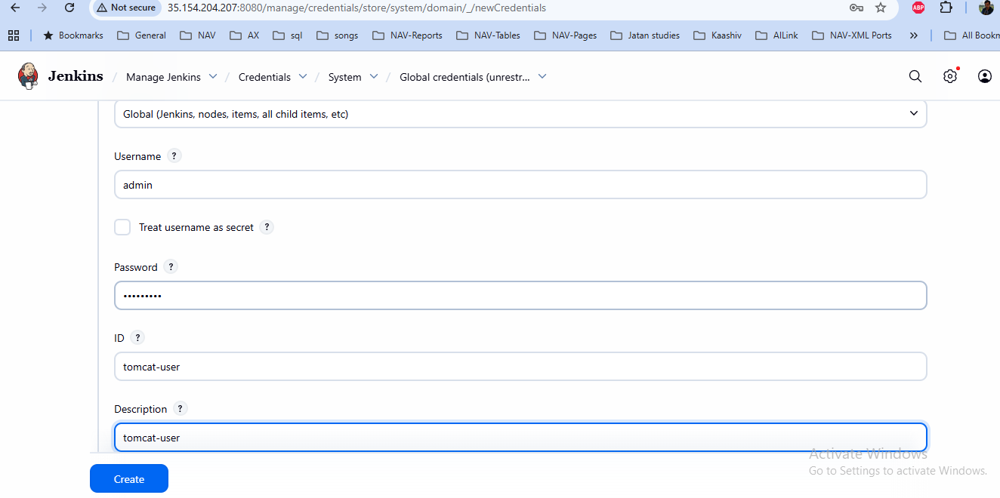 Not secure 35.154.204.207:8080/manage/credentials/store/system/domain/_/newCredentials ABP
Bookmarks General NAV AX sql songs NAV-Reports NAV-Tables NAV-Pages Jatan studies Kaashiv AILink NAV-XML Ports » All Bookm
Jenkins / Manage Jenkins / Credentials / System / Global credentials (unrestr...
Global (Jenkins, nodes, items, all child items, etc)
Username ?
admin
Treat username as secret ?
Password ?
•••••••••
ID ?
tomcat-user
Description ?
tomcat-user
Activate Windows
Go to Settings to activate Windows.
Create